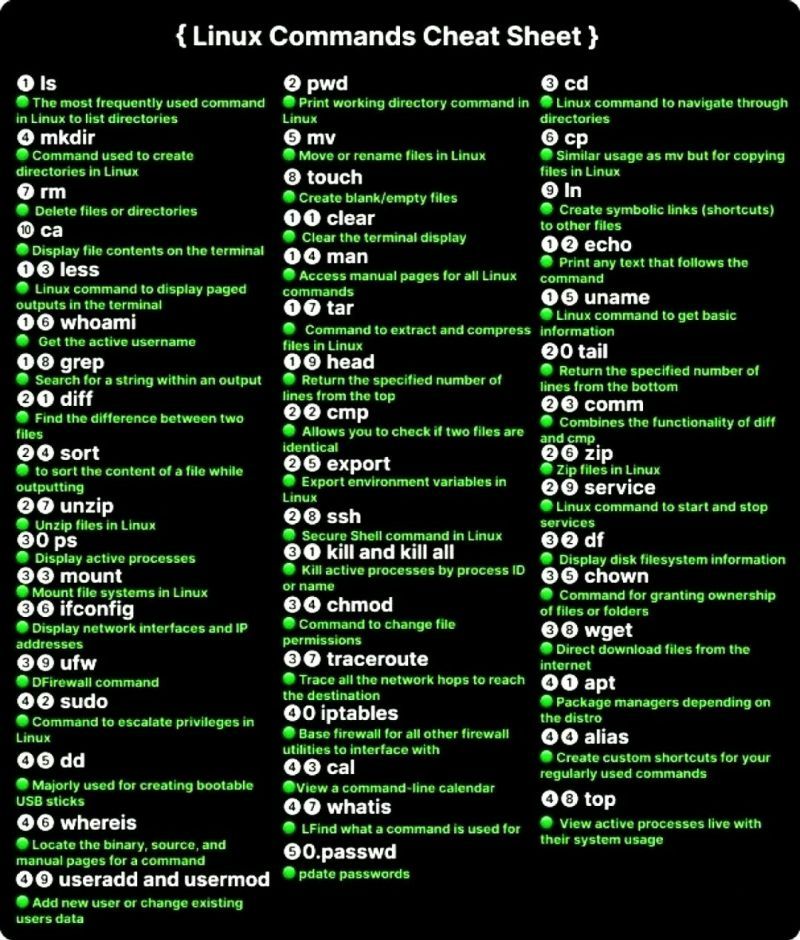 { Linux Commands Cheat Sheet }
1 ls
The most frequently used command
in Linux to list directories
2 pwd
Print working directory command in
Linux
3 cd
Linux command to navigate through
directories
4 mkdir
Command used to create
directories in Linux
5 mv
Move or rename files in Linux
6 cp
Similar usage as mv but for copying
files in Linux
7 rm
Delete files or directories
8 touch
Create blank/empty files
9 ln
Create symbolic links (shortcuts)
to other files
10 ca
Display file contents on the terminal
11 clear
Clear the terminal display
12 echo
Print any text that follows the
command
13 less
Linux command to display paged
outputs in the terminal
14 man
Access manual pages for all Linux
commands
15 uname
Linux command to get basic
information
16 whoami
Get the active username
17 tar
Command to extract and compress
files in Linux
18 grep
Search for a string within an output
19 head
Return the specified number of
lines from the top
20 tail
Return the specified number of
lines from the bottom
21 diff
Find the difference between two
files
22 cmp
Allows you to check if two files are
identical
23 comm
Combines the functionality of diff
and cmp
24 sort
to sort the content of a file while
outputting
25 export
Export environment variables in
Linux
26 zip
Zip files in Linux
27 unzip
Unzip files in Linux
28 ssh
Secure Shell command in Linux
29 service
Linux command to start and stop
services
30 ps
Display active processes
31 kill and kill all
Kill active processes by process ID
or name
32 df
Display disk filesystem information
33 mount
Mount file systems in Linux
34 chmod
Command to change file
permissions
35 chown
Command for granting ownership
of files or folders
36 ifconfig
Display network interfaces and IP
addresses
37 traceroute
Trace all the network hops to reach
the destination
38 wget
Direct download files from the
internet
39 ufw
DFirewall command
40 iptables
Base firewall for all other firewall
utilities to interface with
41 apt
Package managers depending on
the distro
42 sudo
Command to escalate privileges in
Linux
43 cal
View a command-line calendar
44 alias
Create custom shortcuts for your
regularly used commands
45 dd
Majorly used for creating bootable
USB sticks
46 whereis
Locate the binary, source, and
manual pages for a command
47 whatis
LFind what a command is used for
48 top
View active processes live with
their system usage
49 useradd and usermod
Add new user or change existing
users data
50.passwd
pdate passwords